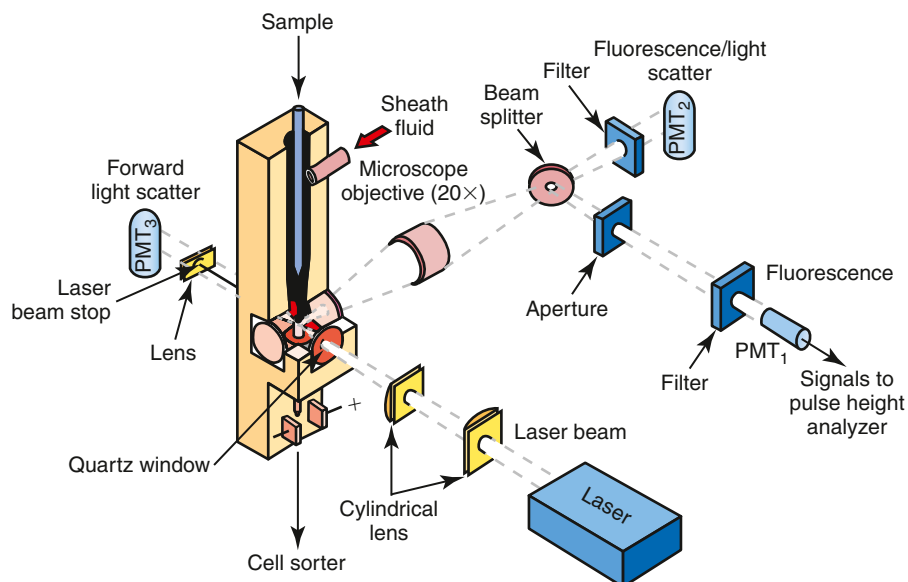 Sample
Fluorescence/light
scatter
Filter
Beam
splitter
PMT2
Sheath
fluid
Microscope
objective (20×)
Forward
light scatter
PMT3
Laser
beam stop
Lens
Aperture
Fluorescence
PMT1
Filter
Signals to
pulse height
analyzer
+
Laser beam
Quartz window
Cylindrical
lens
Laser
Cell sorter